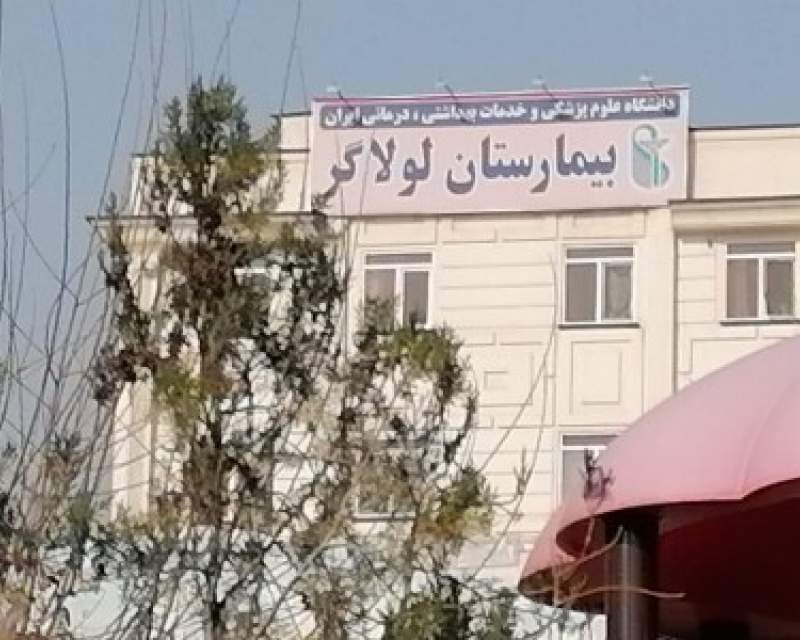 دانشگاه علوم پزشکی و خدمات بهداشتی ، درمانی ایران
بیمارستان لولاگر